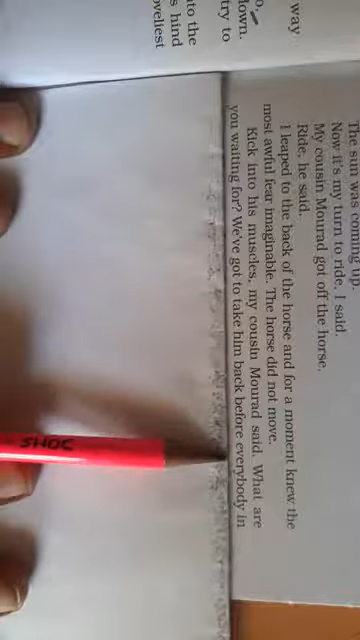 way
o,
down.
try to
to the
s hind
oveliest
The sun was coming up.
Now it's my turn to ride, I said.
My cousin Mourad got off the horse.
Ride, he said.
I leaped to the back of the horse and for a moment knew the
most awful fear imaginable. The horse did not move.
Kick into his muscles, my cousin Mourad said. What are
you waiting for? We've got to take him back before everybody in